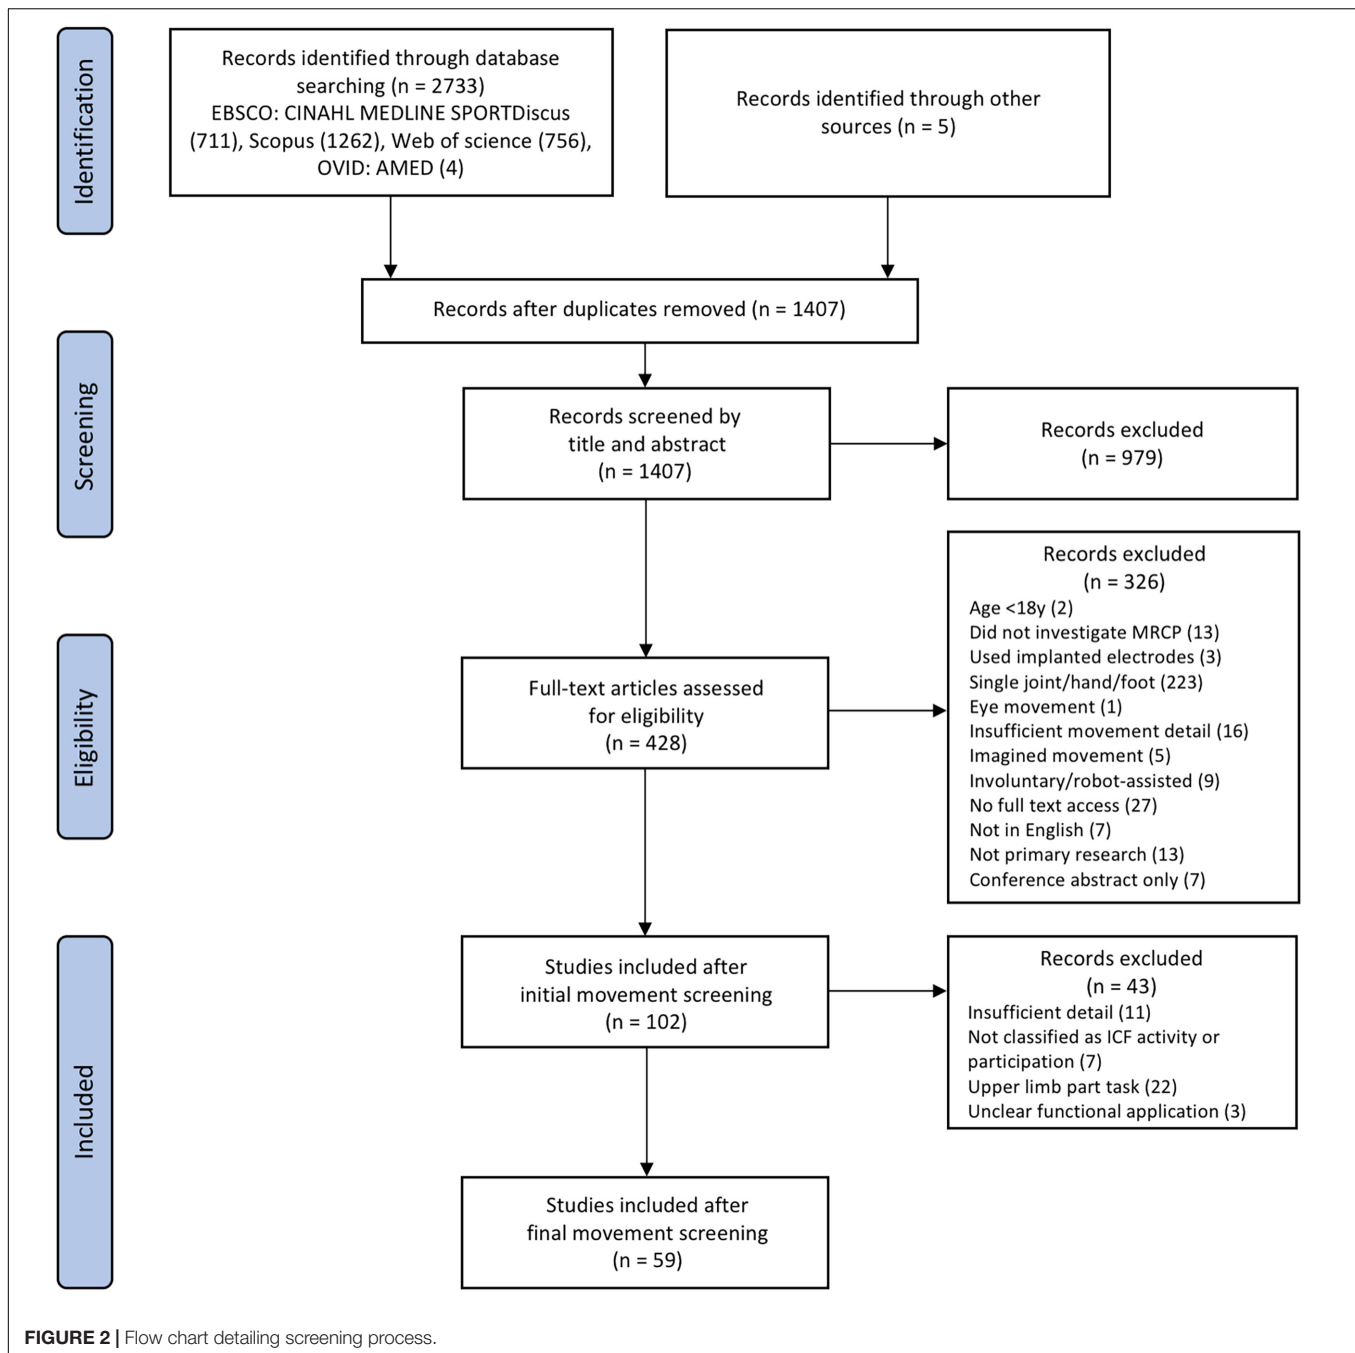 Identification
Records identified through database
searching (n = 2733)
EBSCO: CINAHL MEDLINE SPORTDiscus
(711), Scopus (1262), Web of science (756),
OVID: AMED (4)
Records identified through other
sources (n = 5)
Records after duplicates removed (n = 1407)
Screening
Records screened by
title and abstract
(n = 1407)
Records excluded
(n = 979)
Eligibility
Full-text articles assessed
for eligibility
(n = 428)
Records excluded
(n = 326)
Age <18y (2)
Did not investigate MRCP (13)
Used implanted electrodes (3)
Single joint/hand/foot (223)
Eye movement (1)
Insufficient movement detail (16)
Imagined movement (5)
Involuntary/robot-assisted (9)
No full text access (27)
Not in English (7)
Not primary research (13)
Conference abstract only (7)
Included
Studies included after
initial movement screening
(n = 102)
Records excluded
(n = 43)
Insufficient detail (11)
Not classified as ICF activity or
participation (7)
Upper limb part task (22)
Unclear functional application (3)
Studies included after
final movement screening
(n = 59)
FIGURE 2 | Flow chart detailing screening process.